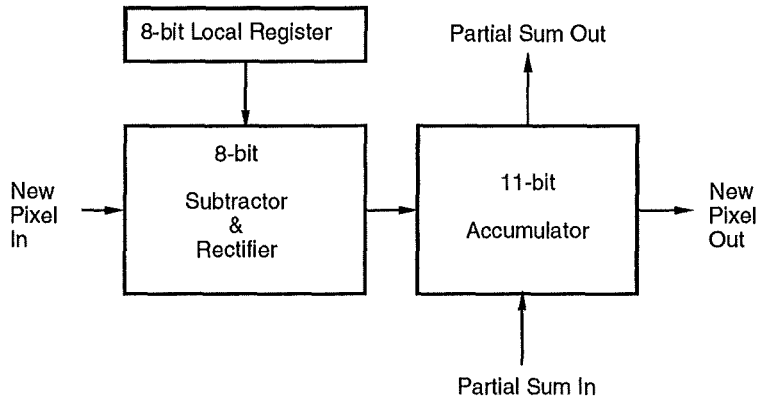 8-bit Local Register
Partial Sum Out
8-bit
Subtractor
&
Rectifier
11-bit
Accumulator
New
Pixel
In
New
Pixel
Out
Partial Sum In